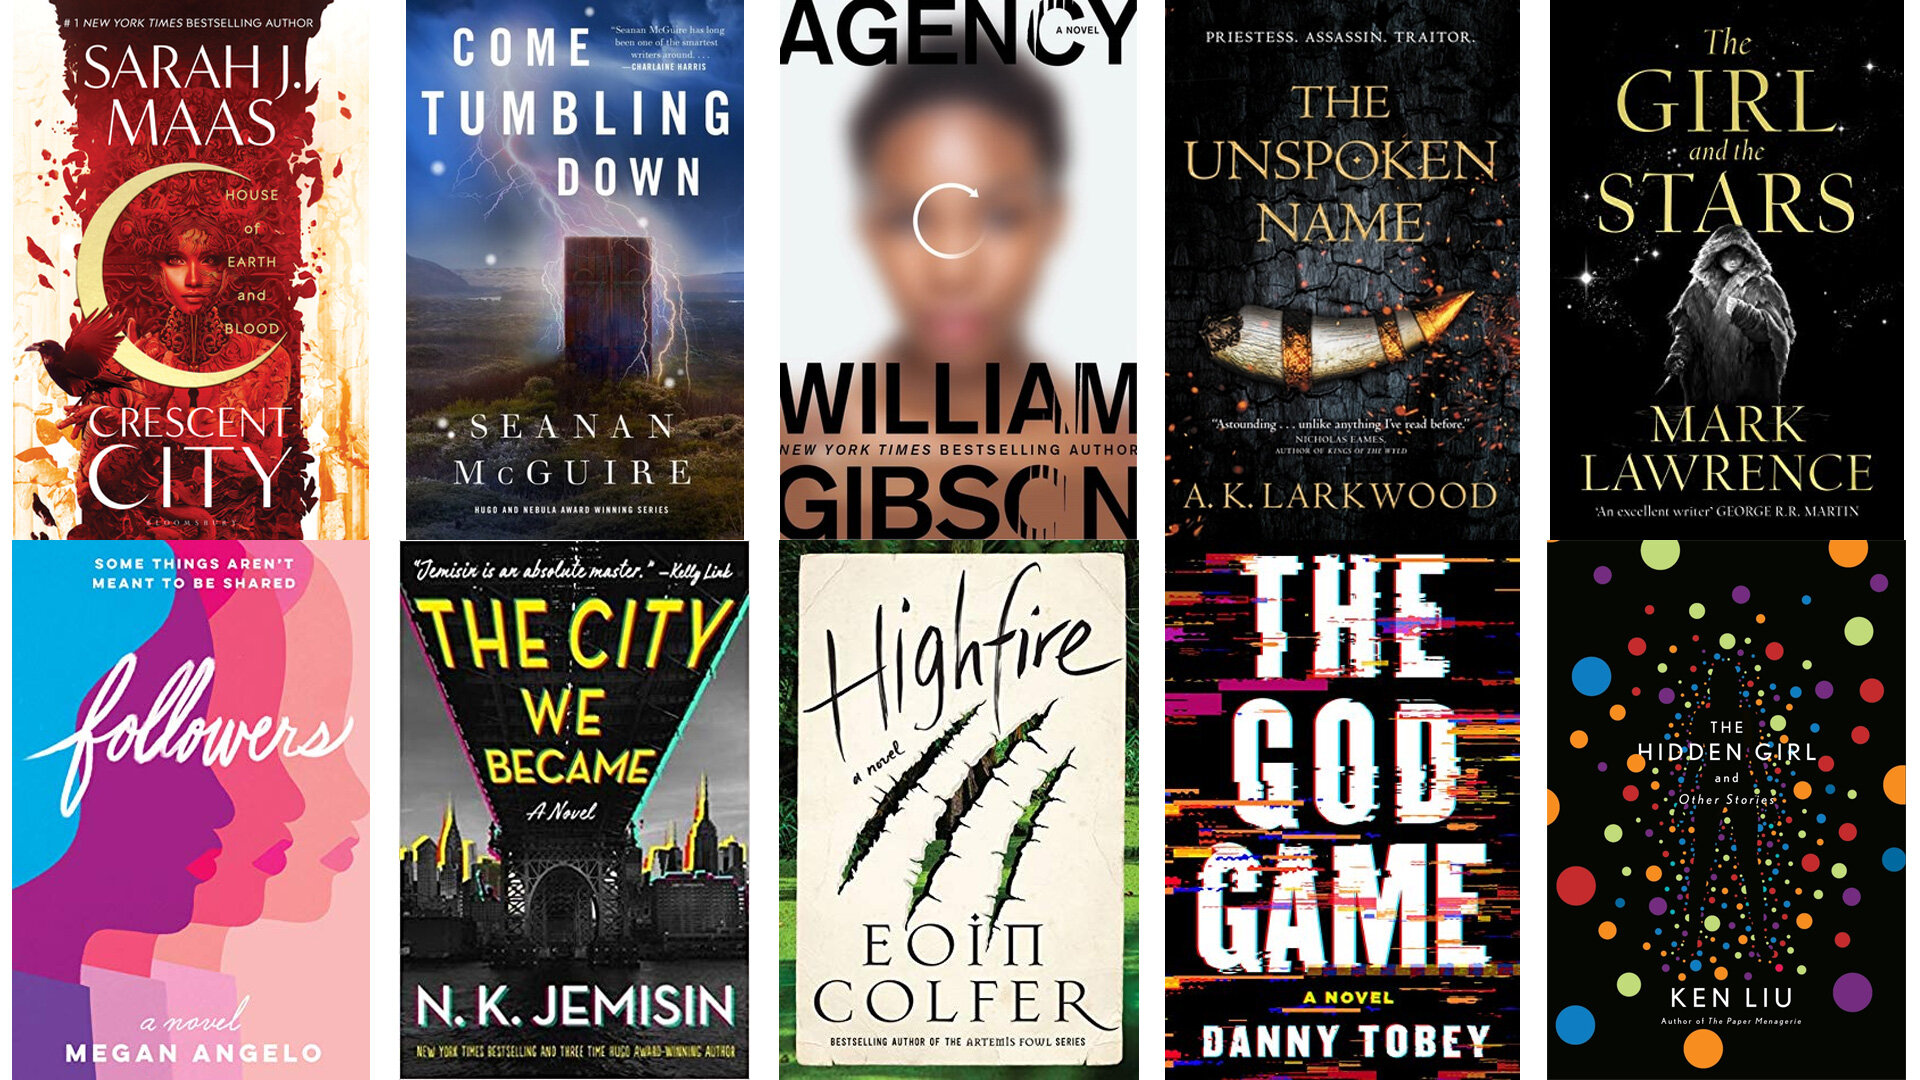 #1 NEW YORK TIMES BESTSELLING AUTHOR
SARAH J.
MAAS
HOUSE
of
EARTH
and
BLOOD
CRESCENT
CITY
BLOOMSBURY
COME
TUMBLING
DOWN
"Seanan McGuire has long
been one of the smartest
writers around. . . .
—CHARLAINE HARRIS
SEANAN
McGUIRE
HUGO AND NEBULA AWARD WINNING SERIES
AGENCY
A NOVEL
WILLIAM
NEW YORK TIMES BESTSELLING AUTHOR
GIBSON
PRIESTESS. ASSASSIN. TRAITOR.
THE
UNSPOKEN
NAME
"Astounding . . . unlike anything I've read before."
NICHOLAS EAMES,
AUTHOR OF KINGS OF THE WYLD
A. K. LARKWOOD
The
GIRL
and the
STARS
MARK
LAWRENCE
'An excellent writer' GEORGE R.R. MARTIN
SOME THINGS AREN'T
MEANT TO BE SHARED
followers
a novel
MEGAN ANGELO
"Jemisin is an absolute master." —Kelly Link
THE CITY
WE
BECAME
A Novel
N. K. JEMISIN
NEW YORK TIMES BESTSELLING AND THREE TIME HUGO AWARD-WINNING AUTHOR
Highfire
a novel
EOIN
COLFER
BESTSELLING AUTHOR OF THE ARTEMIS FOWL SERIES
THE
GOD
GAME
A NOVEL
DANNY TOBEY
THE
HIDDEN GIRL
and
Other Stories
KEN LIU
Author of The Paper Menagerie